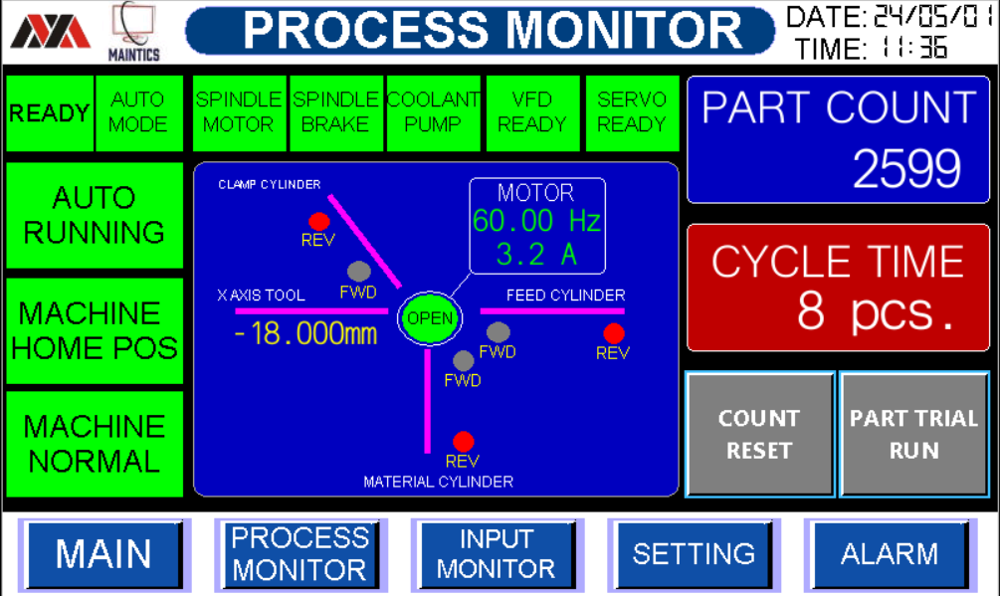 MAINTICS
PROCESS MONITOR
DATE: 24/05/01
TIME: 11:36
READY
AUTO
MODE
SPINDLE
MOTOR
SPINDLE
BRAKE
COOLANT
PUMP
VFD
READY
SERVO
READY
PART COUNT
2599
AUTO
RUNNING
MACHINE
HOME POS
MACHINE
NORMAL
CLAMP CYLINDER
REV
FWD
MOTOR
60.00 Hz
3.2 A
X AXIS TOOL
-18.000mm
OPEN
FEED CYLINDER
FWD
REV
FWD
REV
MATERIAL CYLINDER
CYCLE TIME
8 pcs.
COUNT
RESET
PART TRIAL
RUN
MAIN
PROCESS
MONITOR
INPUT
MONITOR
SETTING
ALARM